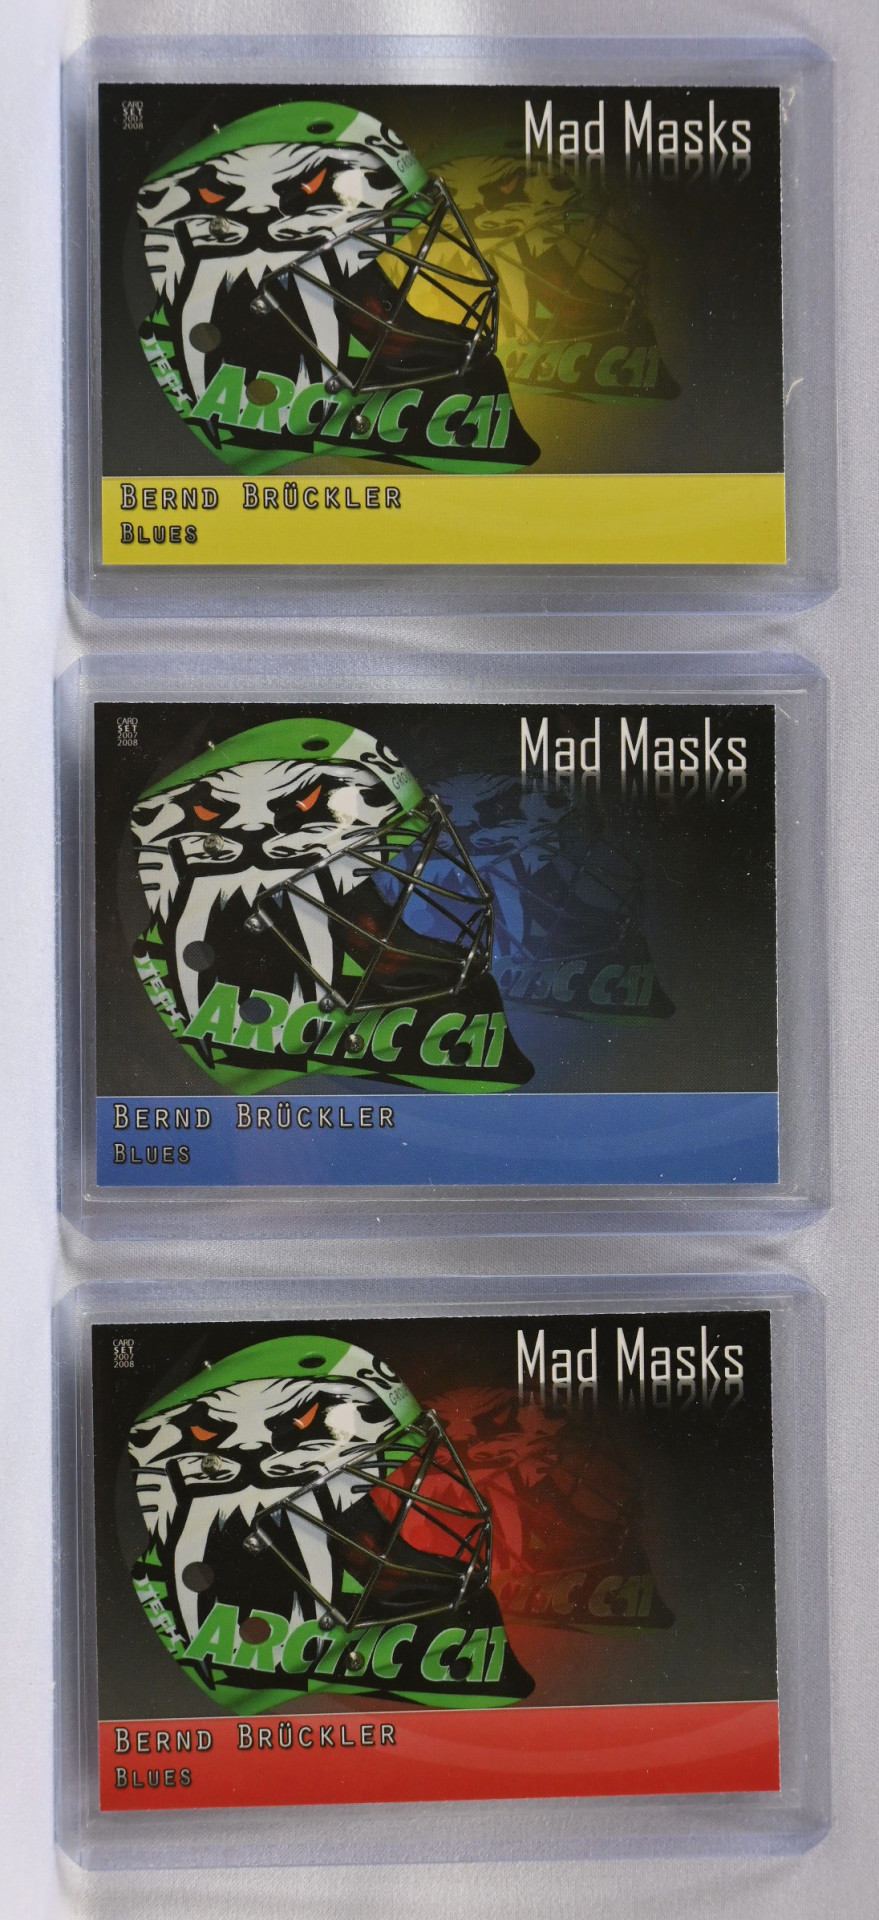 CARD
SET
2007
2008
Mad Masks
ARCTIC CAT
BERND BRÜCKLER
BLUES
CARD
SET
2007
2008
Mad Masks
ARCTIC CAT
BERND BRÜCKLER
BLUES
CARD
SET
2007
2008
Mad Masks
ARCTIC CAT
BERND BRÜCKLER
BLUES